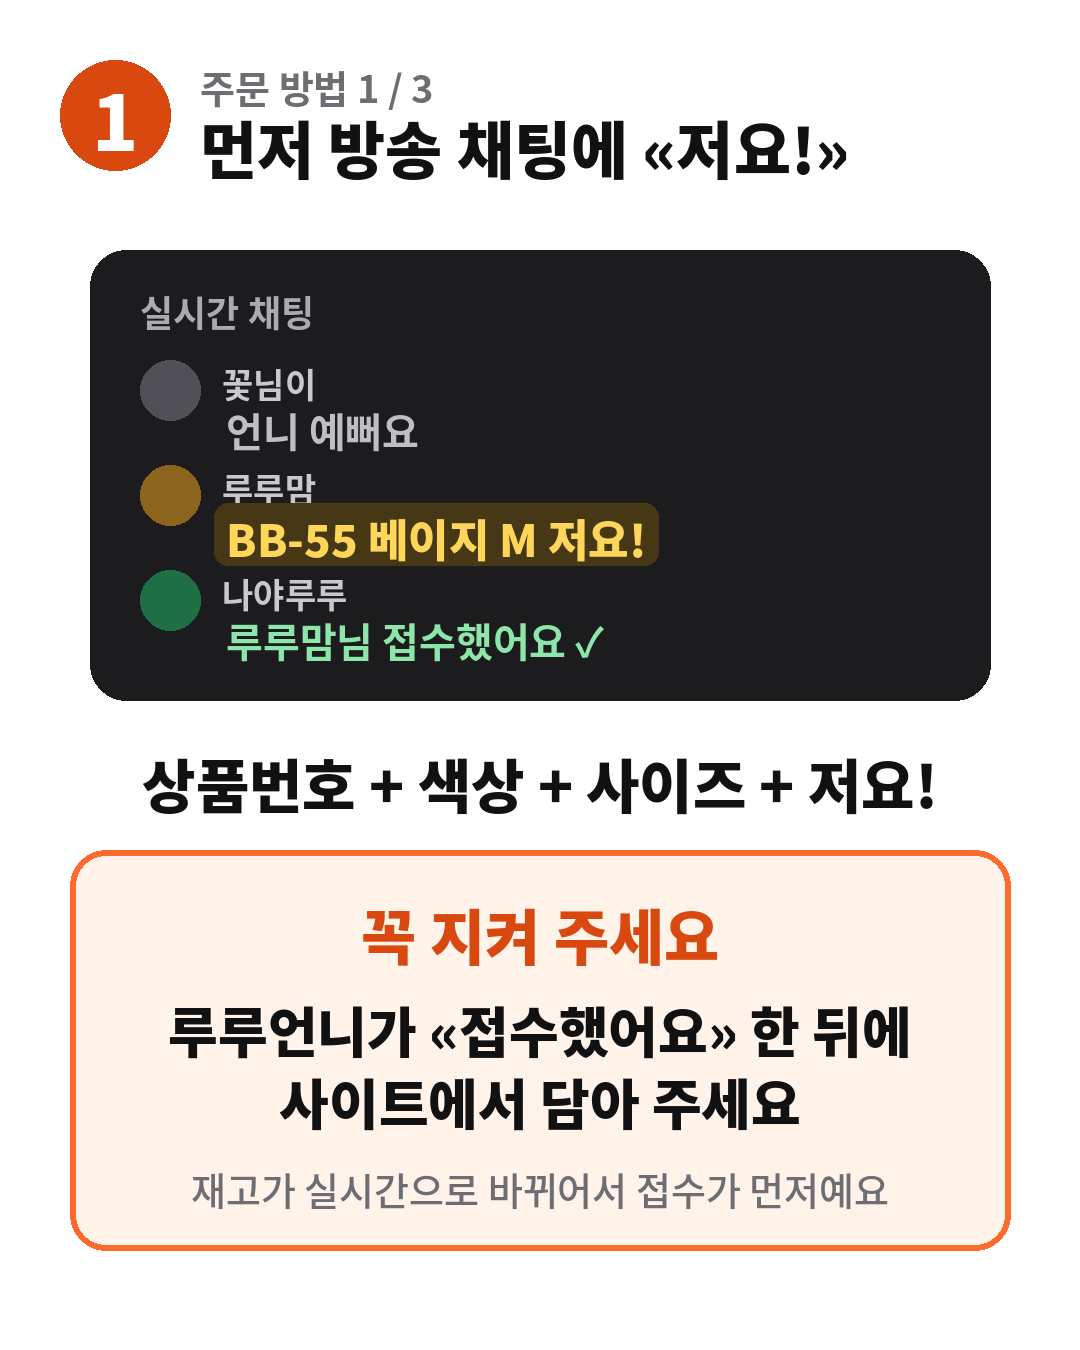 1
주문 방법 1 / 3
먼저 방송 채팅에 «저요!»
실시간 채팅
꽃님이
언니 예뻐요
루루맘
BB-55 베이지 M 저요!
나야루루
루루맘님 접수했어요 ✓
상품번호 + 색상 + 사이즈 + 저요!
꼭 지켜 주세요
루루언니가 «접수했어요» 한 뒤에
사이트에서 담아 주세요
재고가 실시간으로 바뀌어서 접수가 먼저예요